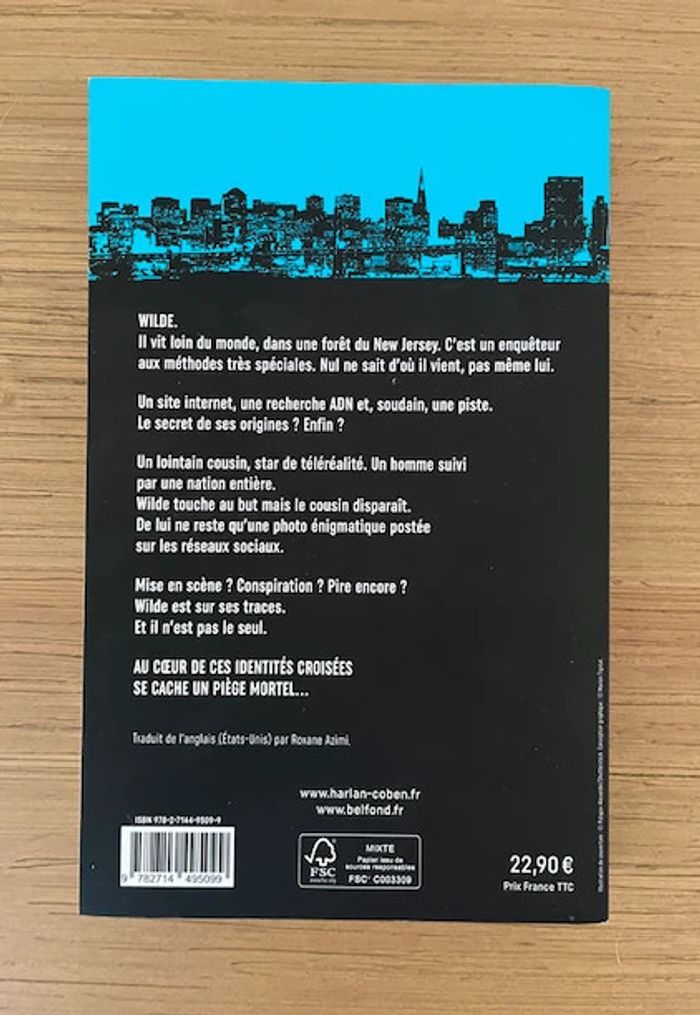 WILDE.
Il vit loin du monde, dans une forêt du New Jersey. C'est un enquêteur
aux méthodes très spéciales. Nul ne sait d'où il vient, pas même lui.
Un site internet, une recherche ADN et, soudain, une piste.
Le secret de ses origines ? Enfin ?
Un lointain cousin, star de téléréalité. Un homme suivi
par une nation entière.
Wilde touche au but mais le cousin disparaît.
De lui ne reste qu'une photo énigmatique postée
sur les réseaux sociaux.
Mise en scène ? Conspiration ? Pire encore ?
Wilde est sur ses traces.
Et il n'est pas le seul.
AU CŒUR DE CES IDENTITÉS CROISÉES
SE CACHE UN PIÈGE MORTEL...
Traduit de l'anglais (États-Unis) par Roxane Azimi.
www.harlan-coben.fr
www.belfond.fr
ISBN 978-2-7144-9509-9
9 782714 495099
FSC
www.fsc.org
MIXTE
Papier issu de
sources responsables
FSC® C003309
22,90 €
Prix France TTC